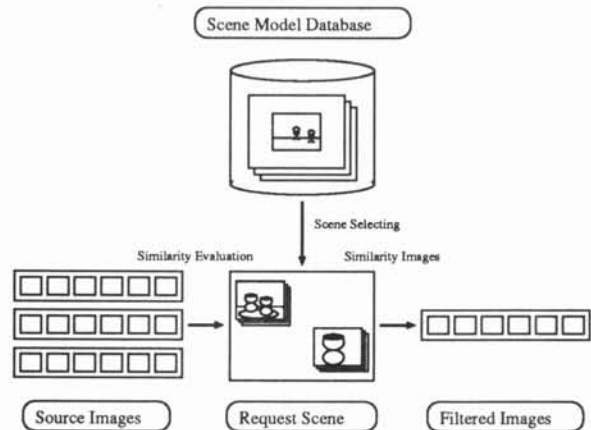 Scene Model Database
Scene Selecting
Similarity Evaluation
Similarity Images
Source Images
Request Scene
Filtered Images